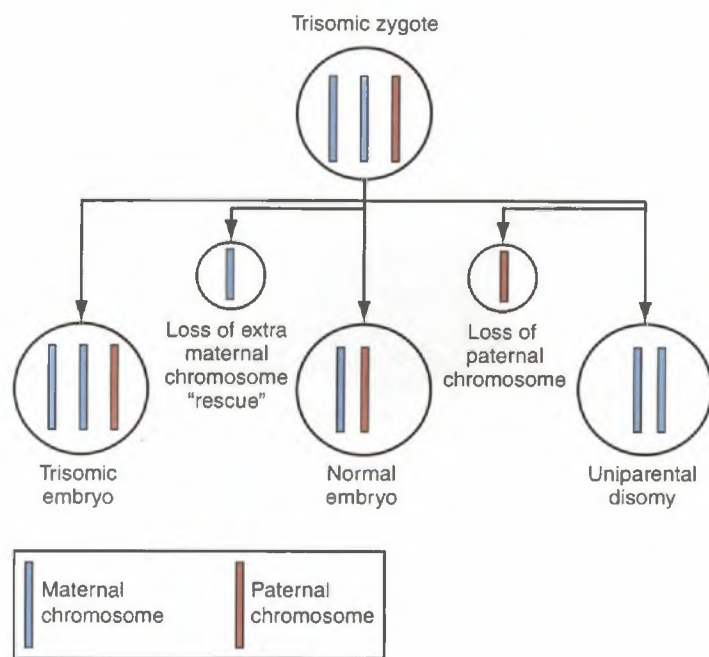 Trisomic zygote
Loss of extra
maternal
chromosome
"rescue"
Loss of
paternal
chromosome
Trisomic
embryo
Normal
embryo
Uniparental
disomy
Maternal
chromosome
Paternal
chromosome